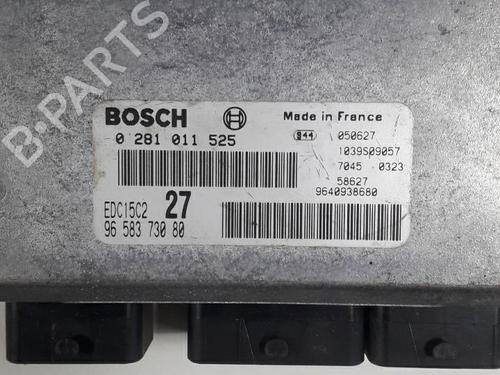 B-PARTS
BOSCH
Made in France
0 281 011 525
944
050627
1039S09057
7045 0323
58627
9640938680
EDC15C2 27
96 583 730 80